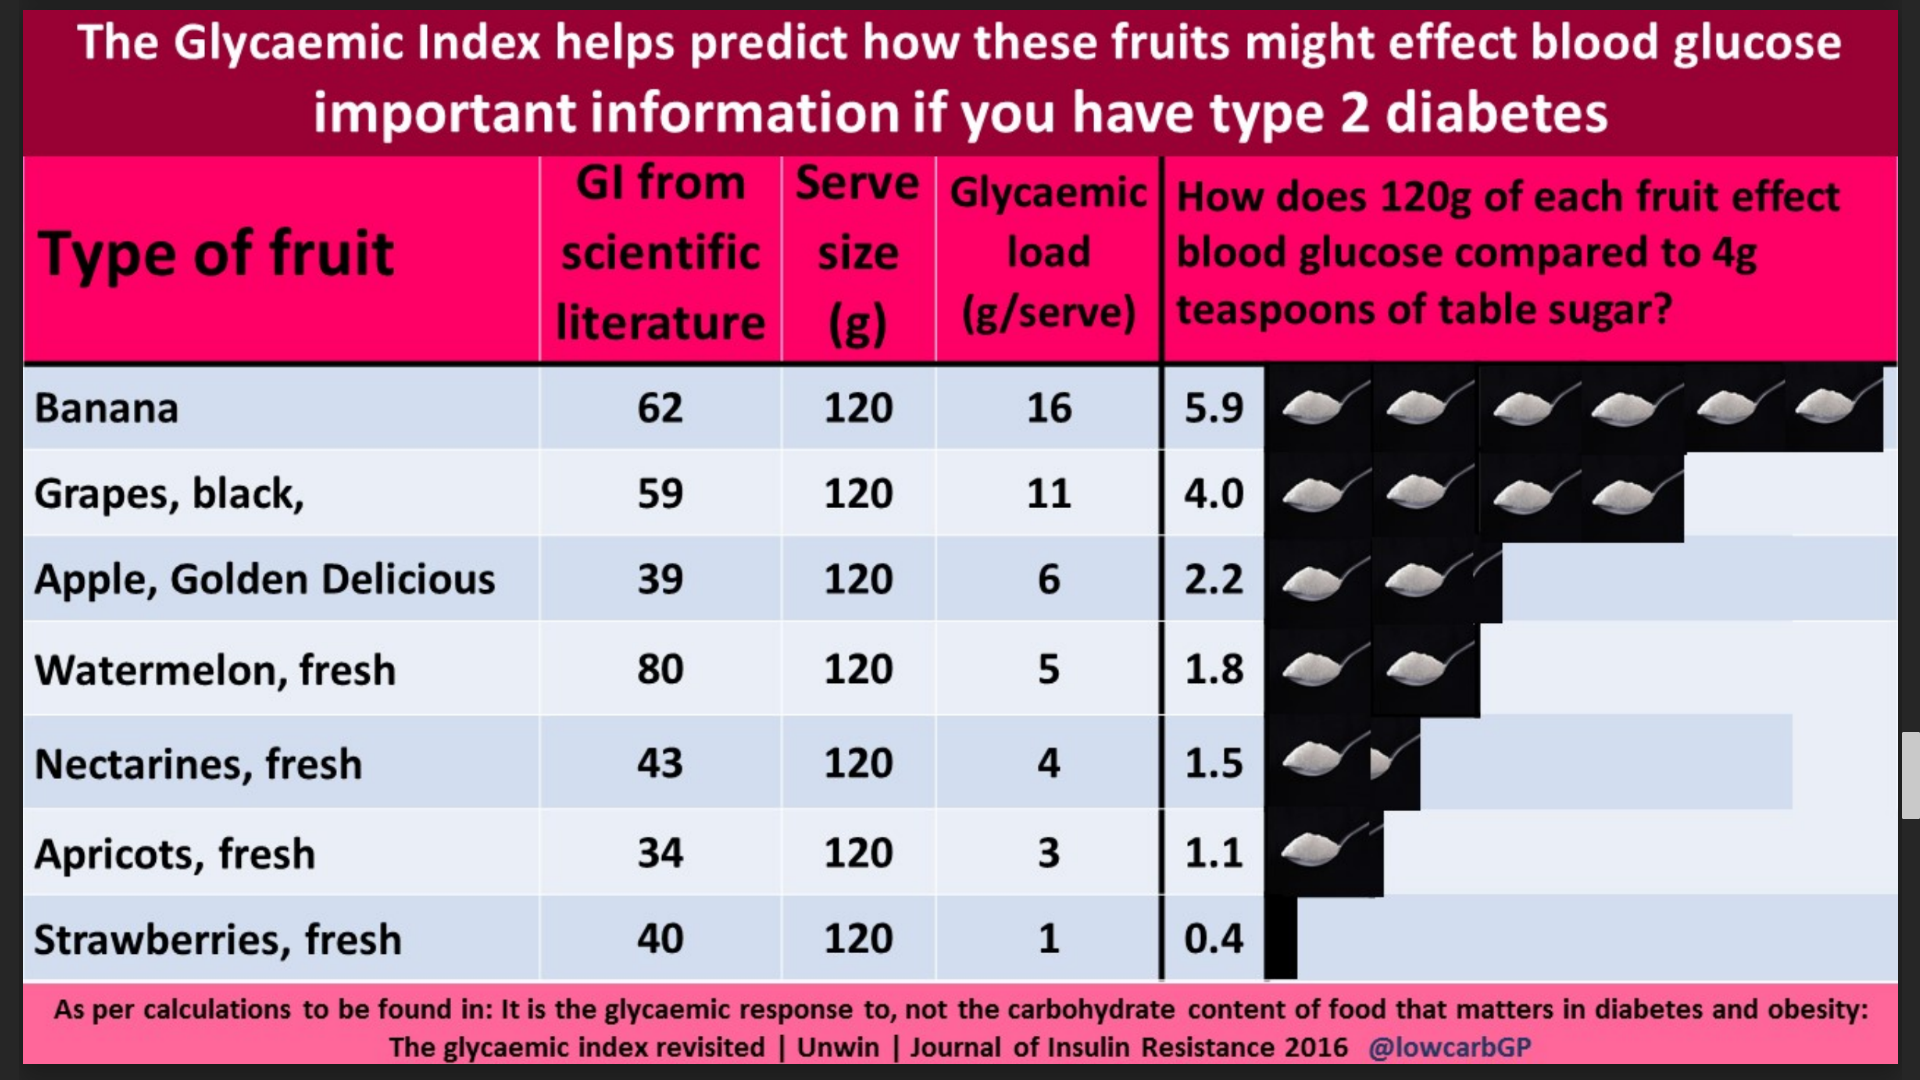 The Glycaemic Index helps predict how these fruits might effect blood glucose
important information if you have type 2 diabetes
Type of fruit
GI from
scientific
literature
Serve
size
(g)
Glycaemic
load
(g/serve)
How does 120g of each fruit effect
blood glucose compared to 4g
teaspoons of table sugar?
Banana 62 120 16 5.9
Grapes, black, 59 120 11 4.0
Apple, Golden Delicious 39 120 6 2.2
Watermelon, fresh 80 120 5 1.8
Nectarines, fresh 43 120 4 1.5
Apricots, fresh 34 120 3 1.1
Strawberries, fresh 40 120 1 0.4
As per calculations to be found in: It is the glycaemic response to, not the carbohydrate content of food that matters in diabetes and obesity:
The glycaemic index revisited | Unwin | Journal of Insulin Resistance 2016 @lowcarbGP